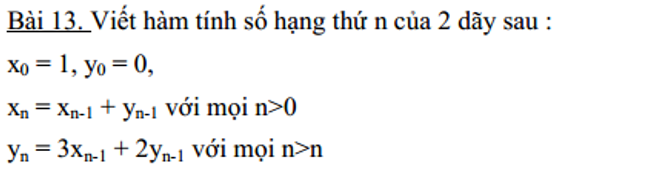 Bài 13. Viết hàm tính số hạng thứ n của 2 dãy sau :
x₀ = 1, y₀ = 0,
xₙ = xₙ₋₁ + yₙ₋₁ với mọi n>0
yₙ = 3xₙ₋₁ + 2yₙ₋₁ với mọi n>n